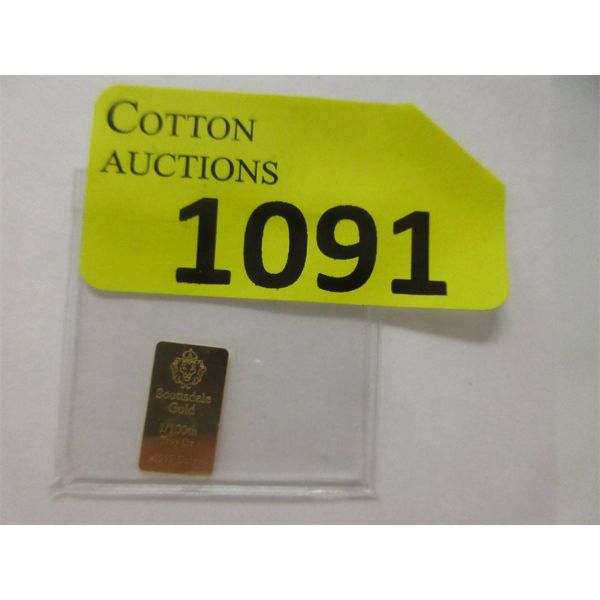 COTTON
AUCTIONS
1091
Scottsdale
Gold
1/100th
Troy Oz